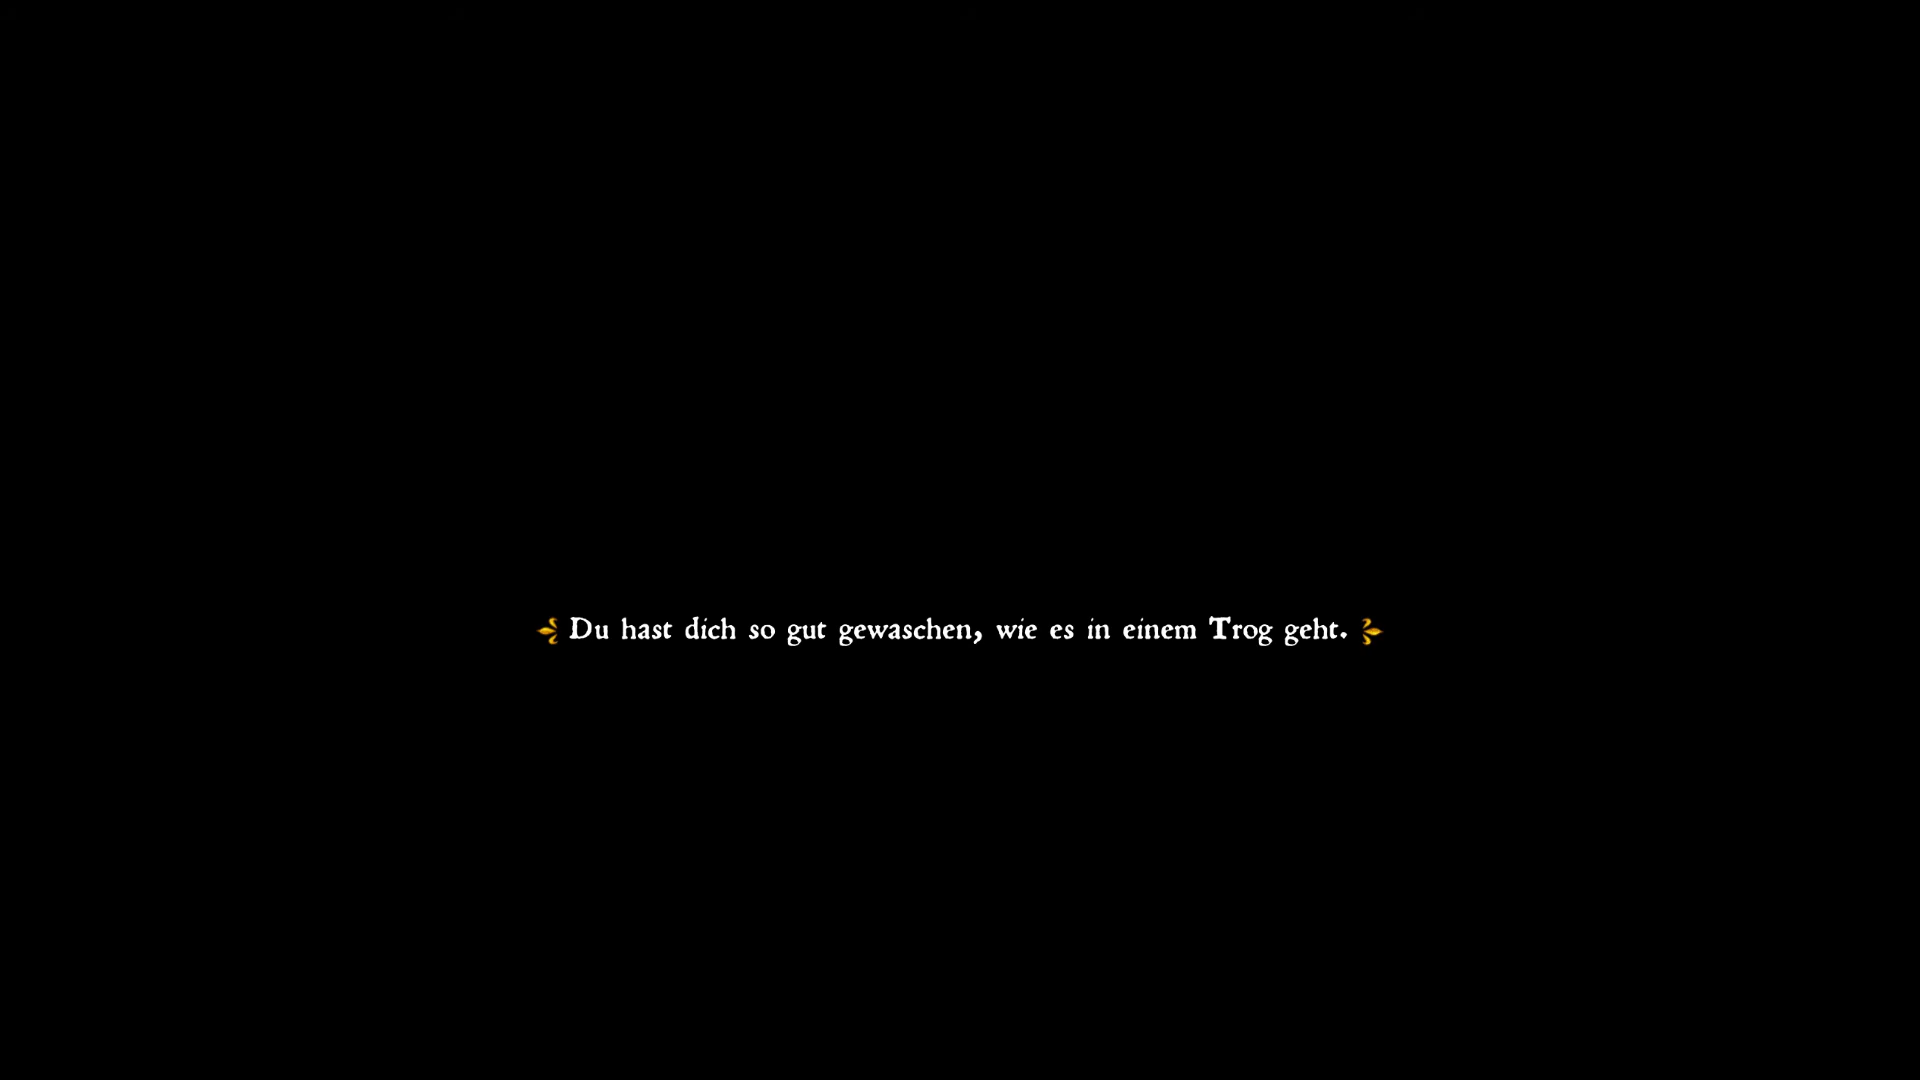 Du hast dich so gut gewaschen, wie es in einem Trog geht.